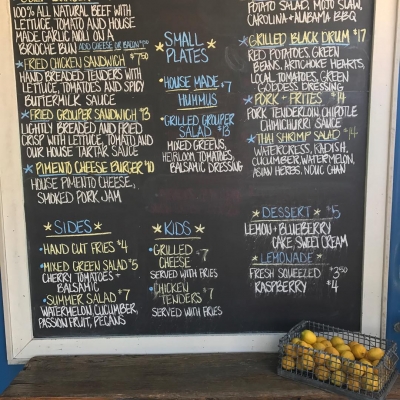 100% ALL NATURAL BEEF WITH
LETTUCE, TOMATO AND HOUSE
MADE GARLIC AIOLI ON A
BRIOCHE BUN ADD CHEESE OR BACON
FRIED CHICKEN SANDWICH $7.50
HAND BREADED TENDERS WITH
LETTUCE, TOMATOES AND SPICY
BUTTERMILK SAUCE
FRIED GROUPER SANDWICH $13
LIGHTLY BREADED AND FRIED
CRISP WITH LETTUCE, TOMATO AND
OUR HOUSE TARTAR SAUCE
PIMENTO CHEESE BURGER $10
HOUSE PIMENTO CHEESE,
SMOKED PORK JAM
SMALL
PLATES
HOUSE MADE $7
HUMMUS
GRILLED GROUPER
SALAD $13
MIXED GREENS,
HEIRLOOM TOMATOES,
BALSAMIC DRESSING
POTATO SALAD, MOJO SLAW,
CAROLINA + ALABAMA BBQ
GRILLED BLACK DRUM $17
RED POTATOES, GREEN
BEANS, ARTICHOKE HEARTS,
LOCAL TOMATOES, GREEN
GODDESS DRESSING
PORK + FRITES $14
PORK TENDERLOIN, CHIPOTLE
CHIMICHURRI SAUCE
THAI SHRIMP SALAD $14
WATERCRESS, RADISH,
CUCUMBER, WATERMELON,
ASIAN HERBS, NOUC CHAN
SIDES
HAND CUT FRIES $4
MIXED GREEN SALAD $5
CHERRY TOMATOES +
BALSAMIC
SUMMER SALAD $7
WATERMELON, CUCUMBER,
PASSION FRUIT, PECANS
KIDS
GRILLED $7
CHEESE
SERVED WITH FRIES
CHICKEN $7
TENDERS
SERVED WITH FRIES
DESSERT $5
LEMON + BLUEBERRY
CAKE, SWEET CREAM
LEMONADE
FRESH SQUEEZED $3.50
RASPBERRY $4